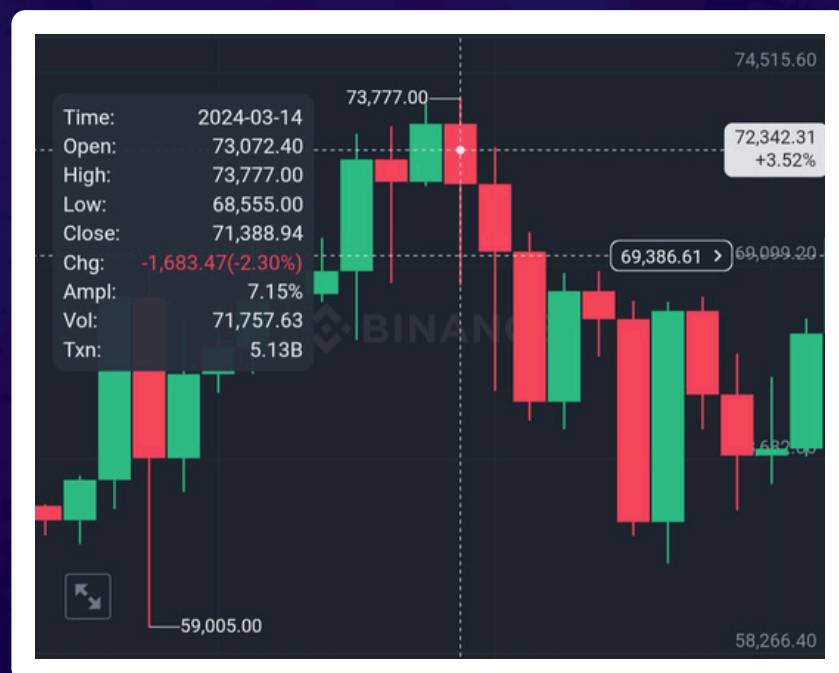 74,515.60
73,777.00
Time: 2024-03-14
Open: 73,072.40
High: 73,777.00
Low: 68,555.00
Close: 71,388.94
Chg: -1,683.47(-2.30%)
Ampl: 7.15%
Vol: 71,757.63
Txn: 5.13B
72,342.31
+3.52%
69,386.61 >
69,099.20
BINANC
59,005.00
58,266.40